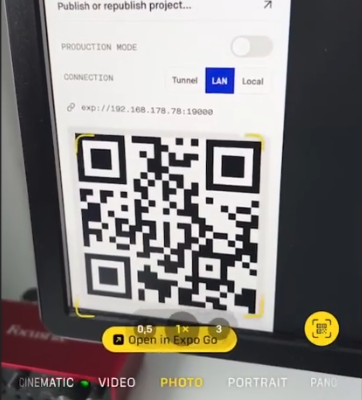 Publish or republish project...
PRODUCTION MODE
CONNECTION
Tunnel LAN Local
exp://192.168.178.78:19000
0,5 1× 3
Open in Expo Go
CINEMATIC VIDEO PHOTO PORTRAIT PANO